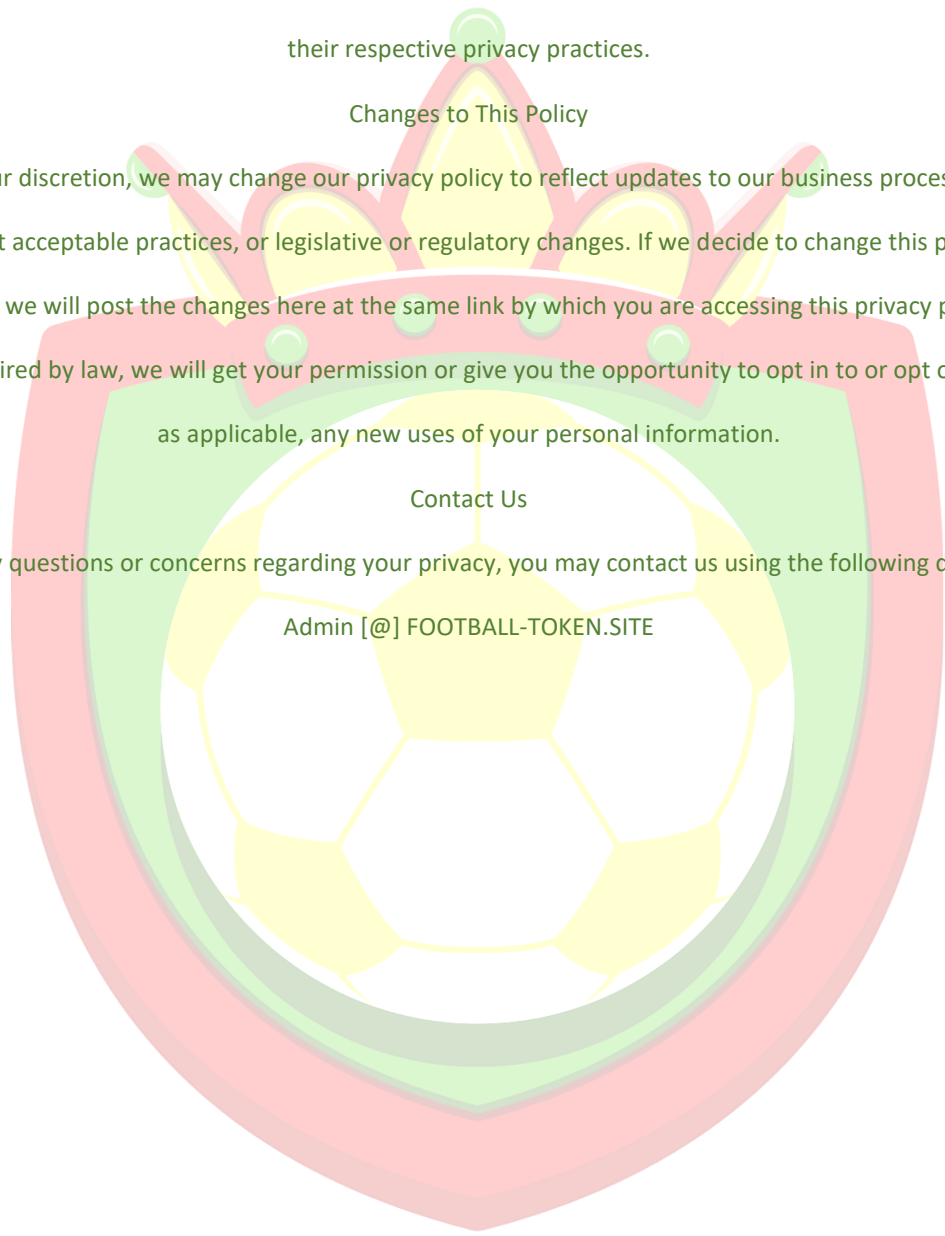 their respective privacy practices.
Changes to This Policy
discretion, we may change our privacy policy to reflect updates to our business
acceptable practices, or legislative or regulatory changes. If we decide to change this
we will post the changes here at the same link by which you are accessing this privacy
by law, we will get your permission or give you the opportunity to opt in to or opt
as applicable, any new uses of your personal information.
Contact Us
questions or concerns regarding your privacy, you may contact us using the following
Admin [@] FOOTBALL-TOKEN.SITE